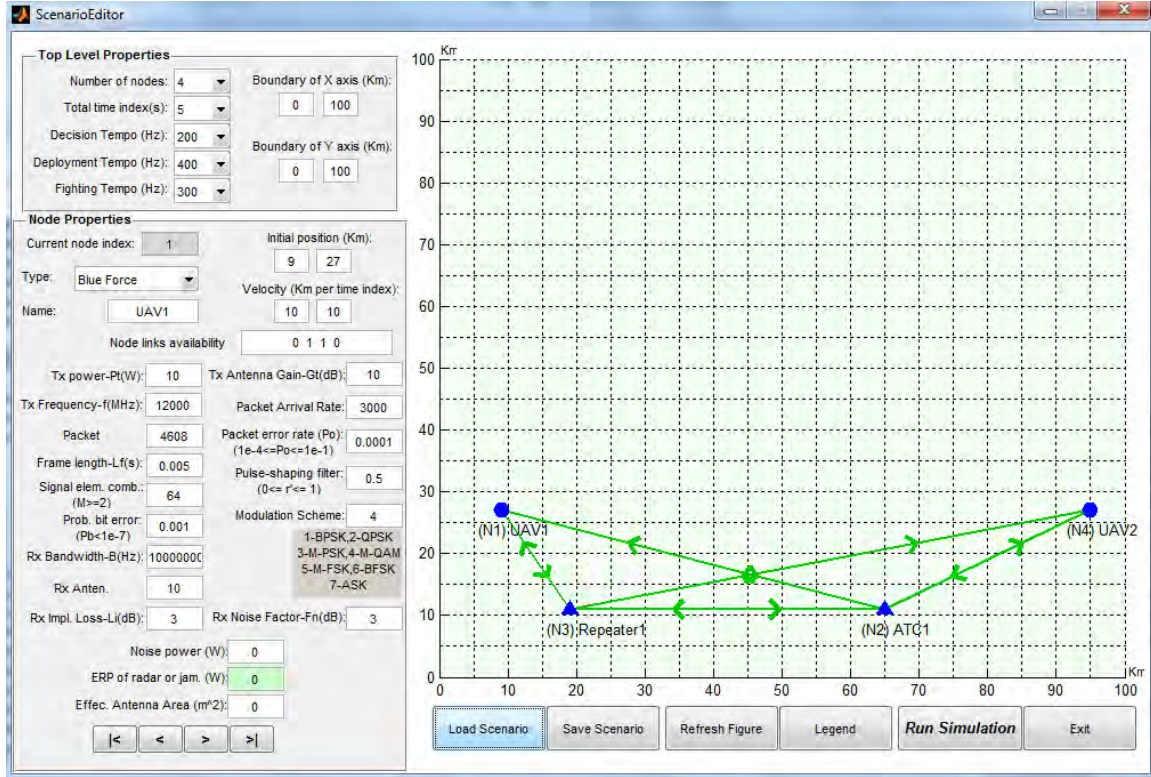 ScenarioEditor
Top Level Properties
Number of nodes: 4
Total time index(s): 5
Decision Tempo (Hz): 200
Deployment Tempo (Hz): 400
Fighting Tempo (Hz): 300
Boundary of X axis (Km):
0 100
Boundary of Y axis (Km):
0 100
Node Properties
Current node index: 1
Type: Blue Force
Name: UAV1
Initial position (Km):
9 27
Velocity (Km per time index):
10 10
Node links availability 0 1 1 0
Tx power-Pt(W): 10
Tx Antenna Gain-Gt(dB): 10
Tx Frequency-f(MHz): 12000
Packet Arrival Rate: 3000
Packet 4608
Packet error rate (Po):
(1e-4<=Po<=1e-1)
0.0001
Frame length-Lf(s): 0.005
Pulse-shaping filter:
(0<= r'<= 1)
0.5
Signal elem. comb.:
(M>=2)
64
Modulation Scheme: 4
Prob. bit error:
(Pb<1e-7)
0.001
1-BPSK,2-QPSK
3-M-PSK,4-M-QAM
5-M-FSK,6-BFSK
7-ASK
Rx Bandwidth-B(Hz): 10000000
Rx Anten. 10
Rx Impl. Loss-Li(dB): 3
Rx Noise Factor-Fn(dB): 3
Noise power (W): 0
ERP of radar or jam. (W): 0
Effec. Antenna Area (m^2): 0
|< < > >|
Km
100
90
80
70
60
50
40
30
20
10
0
0 10 20 30 40 50 60 70 80 90 100
Km
(N1) UAV1
(N4) UAV2
(N3) Repeater1
(N2) ATC1
Load Scenario
Save Scenario
Refresh Figure
Legend
Run Simulation
Exit